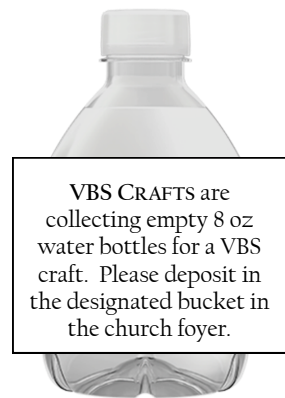 VBS CRAFTS are
collecting empty 8 oz
water bottles for a VBS
craft.  Please deposit in
the designated bucket in
the church foyer.